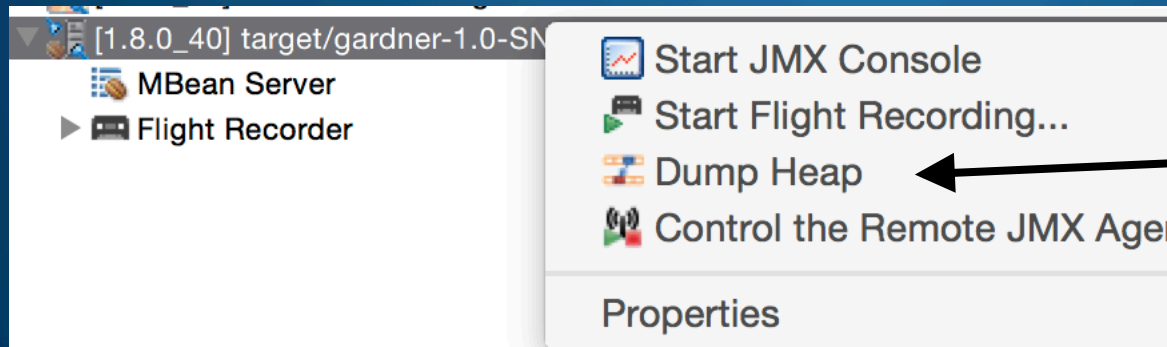 [1.8.0_40] target/gardner-1.0-SN
MBean Server
Flight Recorder
Start JMX Console
Start Flight Recording...
Dump Heap
Control the Remote JMX
Properties